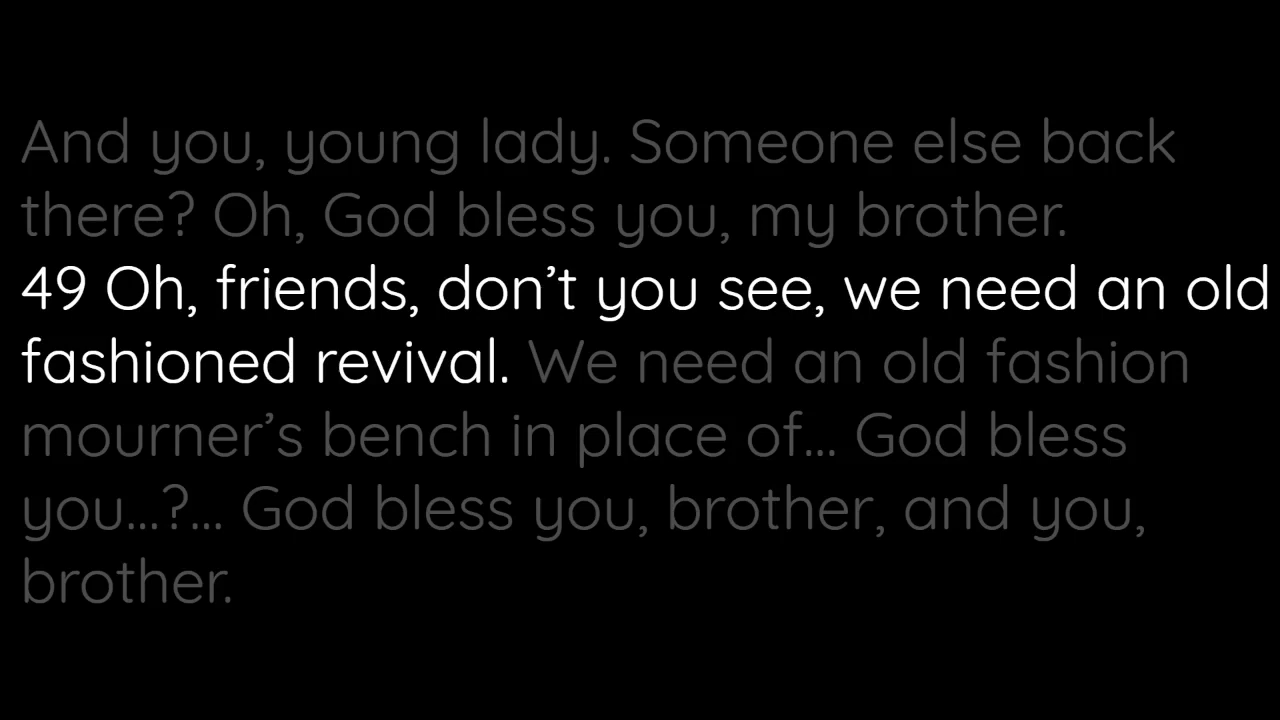 And you, young lady. Someone else back
there? Oh, God bless you, my brother.
49 Oh, friends, don’t you see, we need an old
fashioned revival. We need an old fashion
mourner’s bench in place of... God bless
you...?... God bless you, brother, and you,
brother.